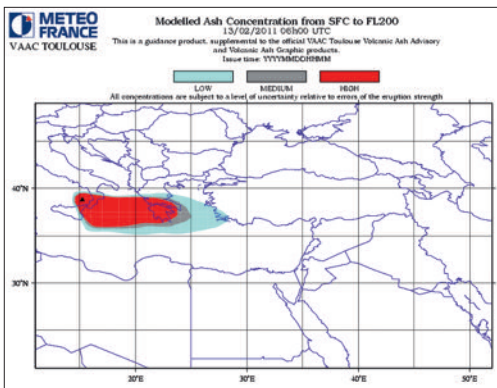 METEO
FRANCE
VAAC TOULOUSE
Modelled Ash Concentration from SFC to FL200
13/02/2011 06h00 UTC
This is a guidance product, supplemental to the official VAAC Toulouse Volcanic Ash Advisory
and Volcanic Ash Graphic products.
Issue time: YYYYMMDDHHMM
LOW MEDIUM HIGH
All concentrations are subject to a level of uncertainty relative to errors of the eruption strength
40°N
30°N
20°E 30°E 40°E 50°E